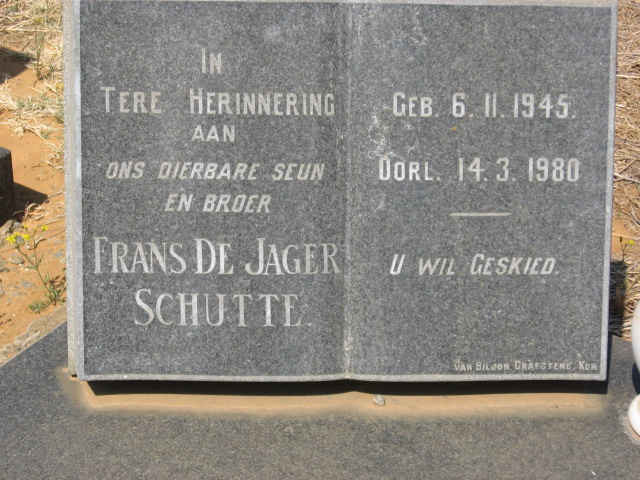 IN
TERE HERINNERING
AAN
ONS DIERBARE SEUN
EN BROER
FRANS DE JAGER
SCHUTTE.
GEB. 6. 11. 1945.
OORL. 14. 3. 1980
U WIL GESKIED.
VAN BILJON, GRAFSTENE, KDP.